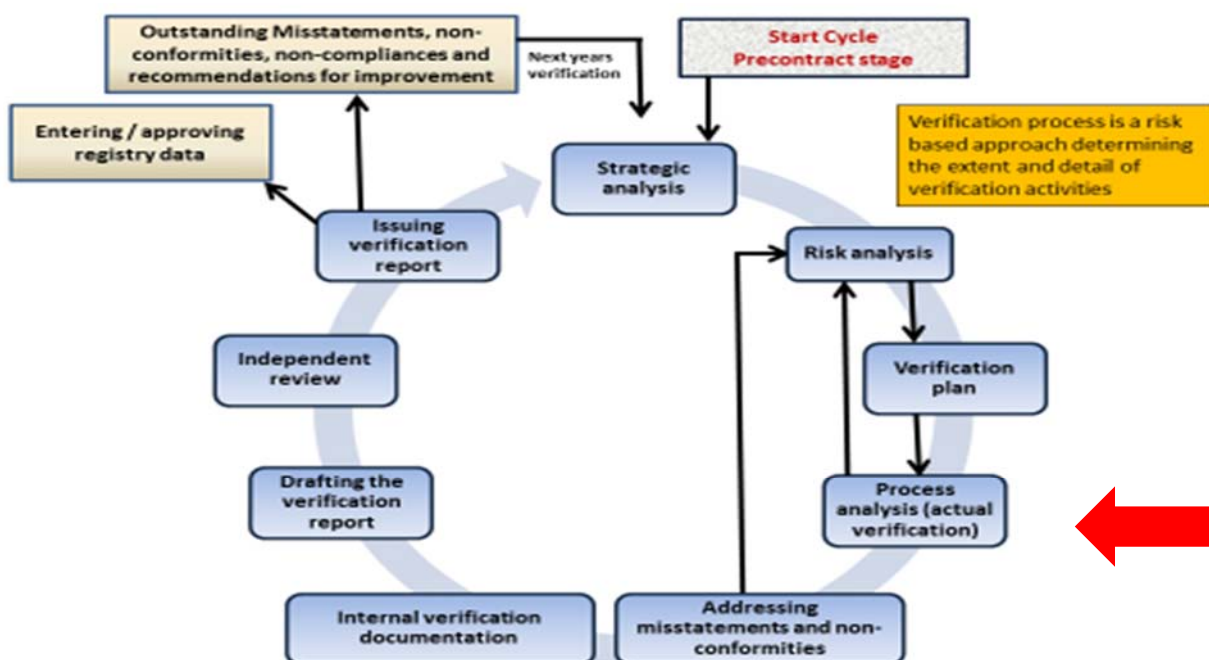 Outstanding Misstatements, non-
conformities, non-compliances and
recommendations for improvement
Next years
verification
Start Cycle
Precontract stage
Entering / approving
registry data
Verification process is a risk
based approach determining
the extent and detail of
verification activities
Strategic
analysis
Issuing
verification
report
Risk analysis
Independent
review
Verification
plan
Drafting the
verification
report
Process
analysis (actual
verification)
Internal verification
documentation
Addressing
misstatements and non-
conformities